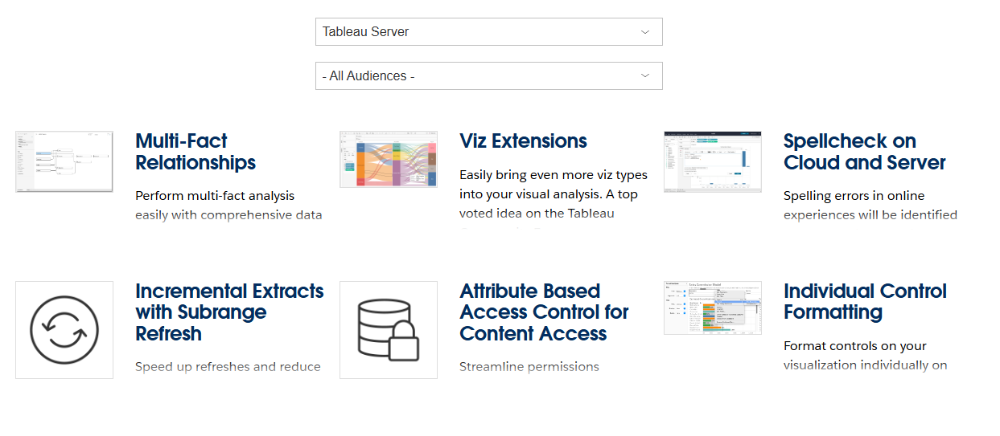 Tableau Server
- All Audiences -
Multi-Fact
Relationships
Perform multi-fact analysis
easily with comprehensive data
Viz Extensions
Easily bring even more viz types
into your visual analysis. A top
voted idea on the Tableau
Spellcheck on
Cloud and Server
Spelling errors in online
experiences will be identified
Incremental Extracts
with Subrange
Refresh
Speed up refreshes and reduce
Attribute Based
Access Control for
Content Access
Streamline permissions
Individual Control
Formatting
Format controls on your
visualization individually on